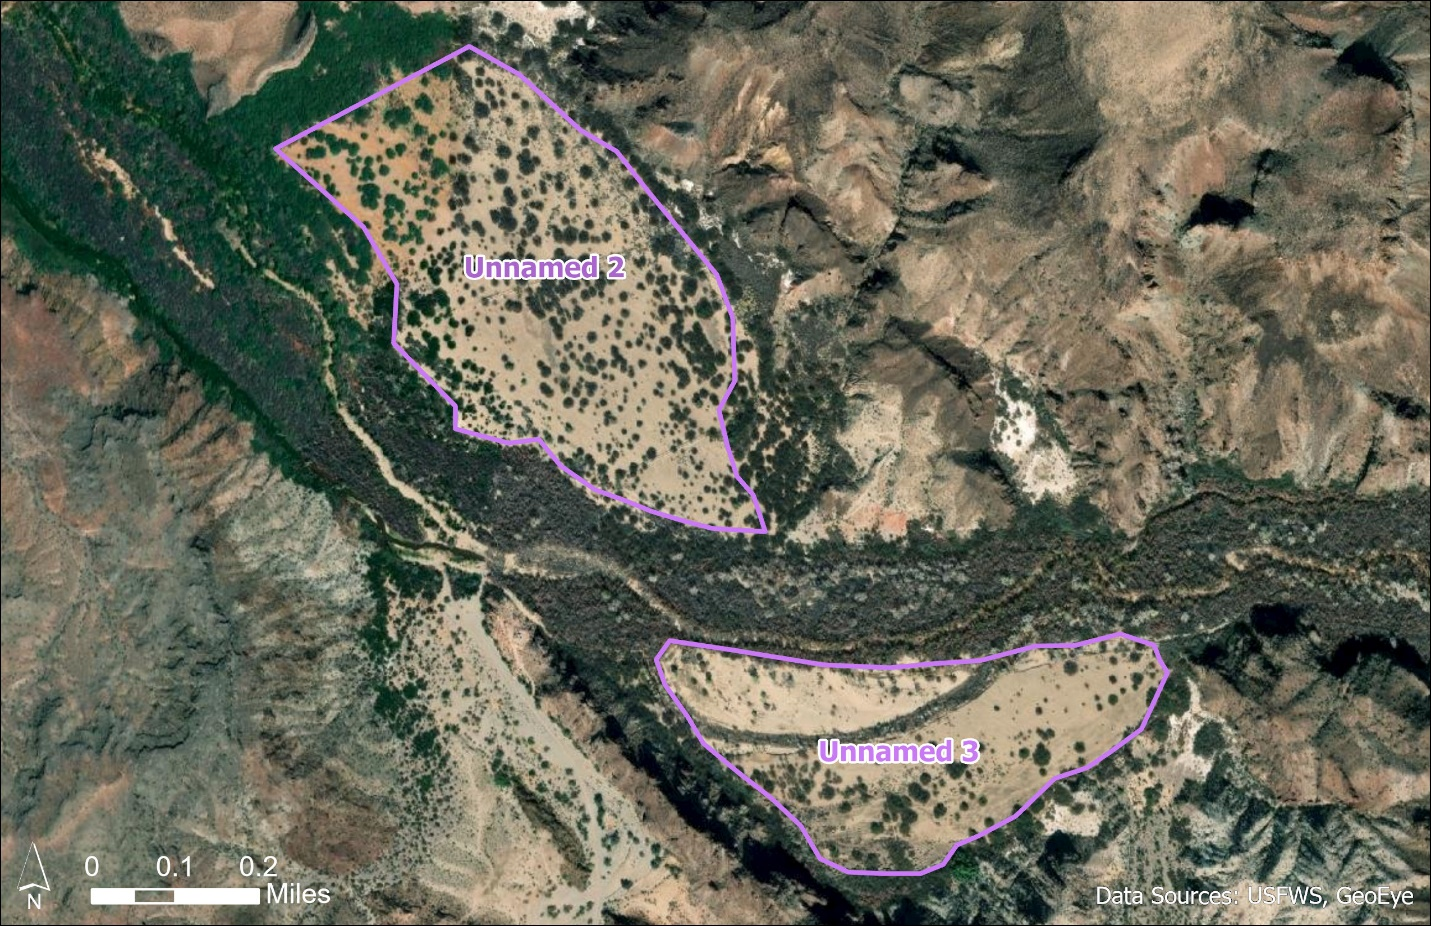 Unnamed 2
Unnamed 3
0 0.1 0.2
Miles
N
Data Sources: USFWS, GeoEye